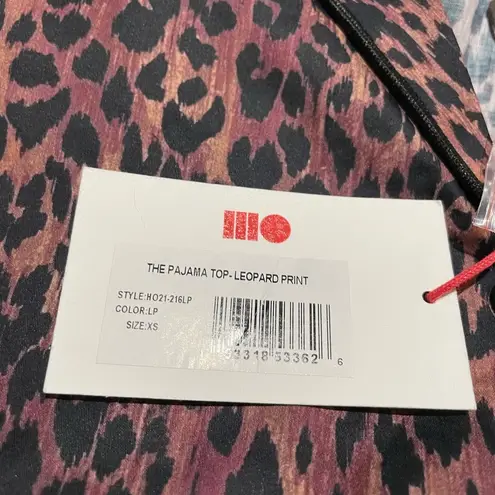 THE PAJAMA TOP- LEOPARD PRINT
STYLE:HO21-216LP
COLOR:LP
SIZE:XS
53362 6